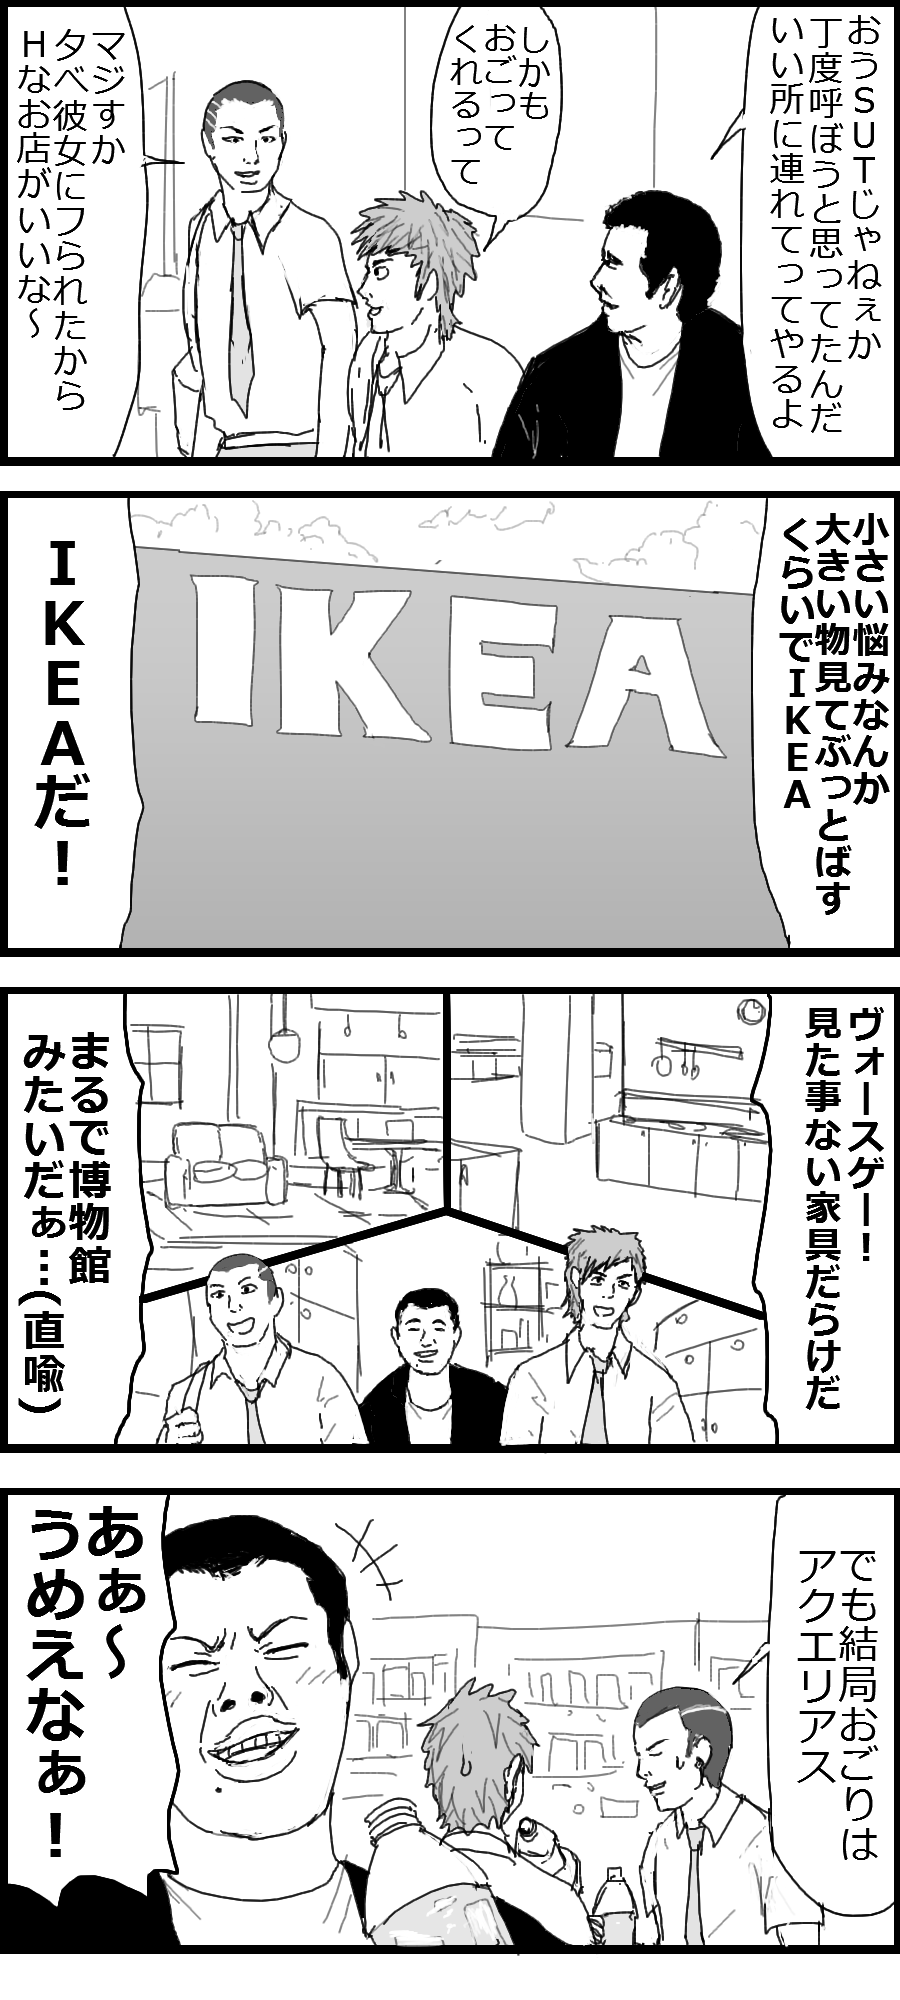 おうSUTじゃねぇか
丁度呼ぼうと思ってたんだ
いい所に連れてってやるよ
しかも
おごって
くれるって
マジすか
夕べ彼女にフられたから
Hなお店がいいな～
小さい悩みなんか
大きい物見てぶっとばす
くらいでIKEA
IKEA
IKEAだ！
ヴォースゲー！
見た事ない家具だらけだ
まるで博物館
みたいだぁ…(直喩)
でも結局おごりは
アクエリアス
あぁ～
うめえなぁ！